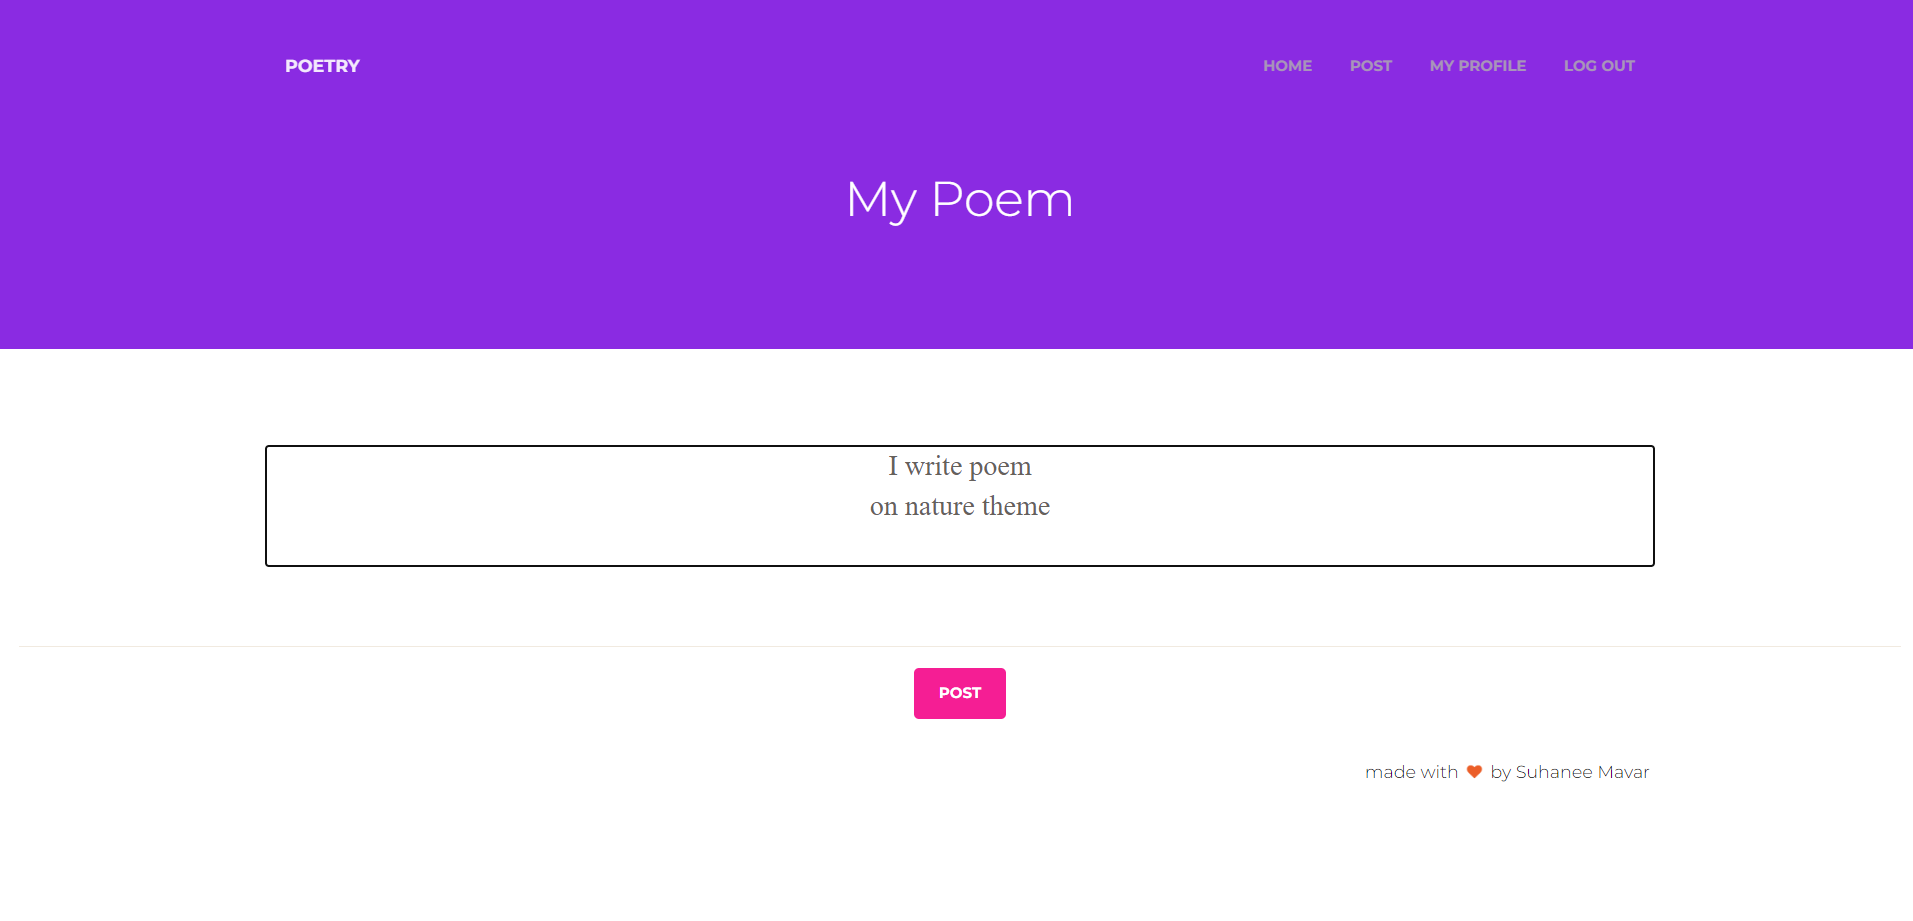 POETRY
HOME POST MY PROFILE LOG OUT
My Poem
I write poem
on nature theme
POST
made with ❤ by Suhanee Mavar